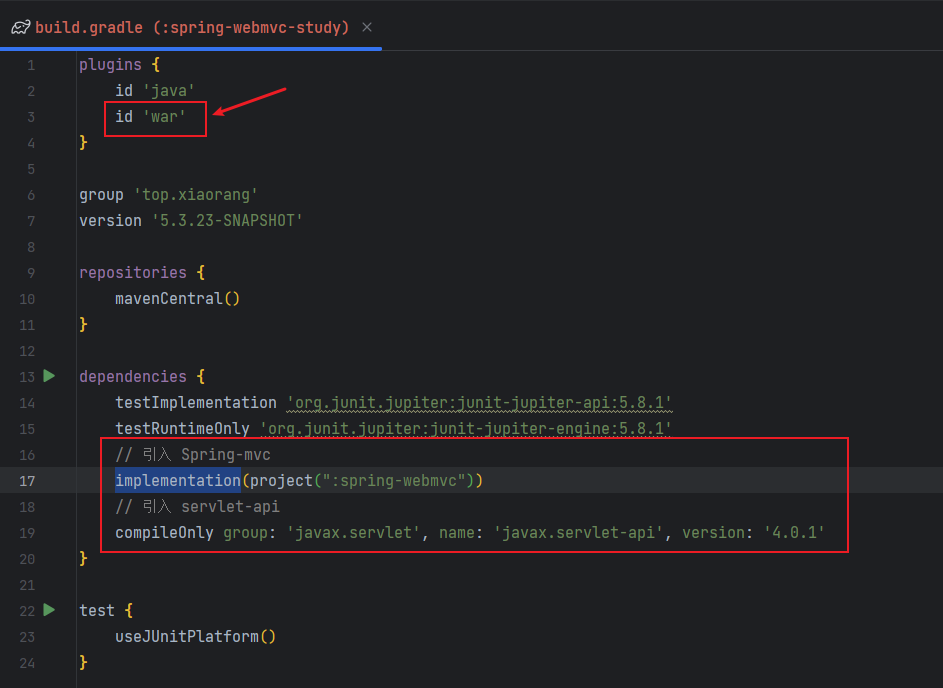 build.gradle (:spring-webmvc-study)
1 plugins {
2 id 'java'
3 id 'war'
4 }
5
6 group 'top.xiaorang'
7 version '5.3.23-SNAPSHOT'
8
9 repositories {
10 mavenCentral()
11 }
12
13 dependencies {
14 testImplementation 'org.junit.jupiter:junit-jupiter-api:5.8.1'
15 testRuntimeOnly 'org.junit.jupiter:junit-jupiter-engine:5.8.1'
16 // 引入 Spring-mvc
17 implementation(project(":spring-webmvc"))
18 // 引入 servlet-api
19 compileOnly group: 'javax.servlet', name: 'javax.servlet-api', version: '4.0.1'
20 }
21
22 test {
23 useJUnitPlatform()
24 }